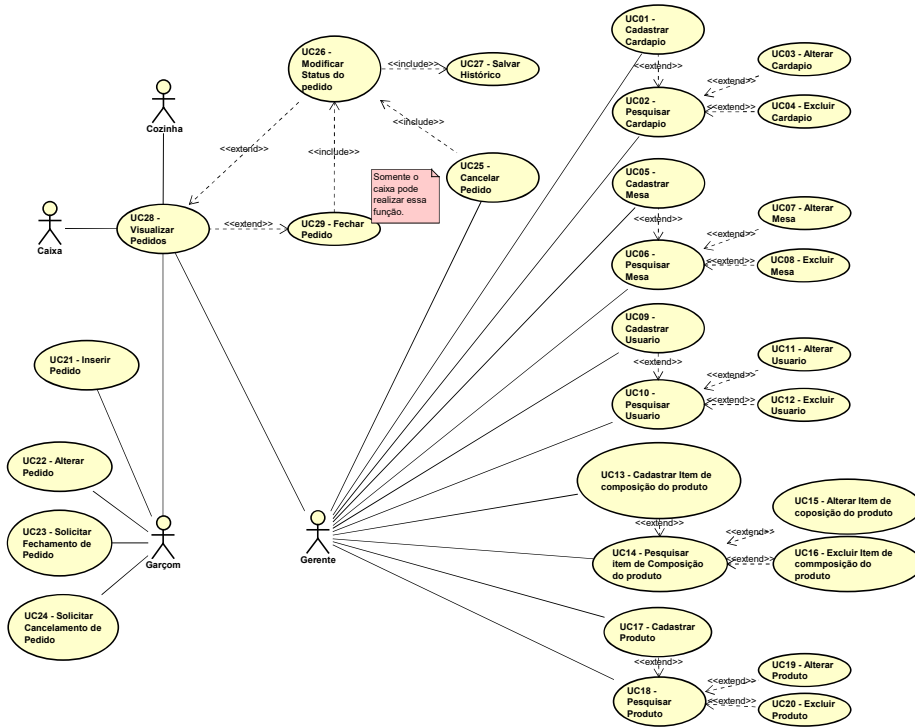 UC01 -
Cadastrar
Cardapio
<<extend>>
UC03 - Alterar
Cardapio
<<extend>>
UC02 -
Pesquisar
Cardapio
UC04 - Excluir
Cardapio
<<extend>>
UC26 -
Modificar
Status do
pedido
<<include>>
UC27 - Salvar
Histórico
<<extend>>
<<include>>
<<include>>
Cozinha
UC25 -
Cancelar
Pedido
Somente o
caixa pode
realizar essa
função.
Caixa
UC28 -
Visualizar
Pedidos
<<extend>>
UC29 - Fechar
Pedido
UC05 -
Cadastrar
Mesa
<<extend>>
UC07 - Alterar
Mesa
<<extend>>
UC06 -
Pesquisar
Mesa
UC08 - Excluir
Mesa
<<extend>>
UC09 -
Cadastrar
Usuario
<<extend>>
UC11 - Alterar
Usuario
<<extend>>
UC10 -
Pesquisar
Usuario
UC12 - Excluir
Usuario
<<extend>>
UC21 - Inserir
Pedido
UC22 - Alterar
Pedido
UC23 - Solicitar
Fechamento de
Pedido
UC24 - Solicitar
Cancelamento de
Pedido
Garçom
Gerente
UC13 - Cadastrar Item de
composição do produto
<<extend>>
UC15 - Alterar Item de
coposição do produto
<<extend>>
UC14 - Pesquisar
item de Composição
do produto
UC16 - Excluir Item de
commposição do
produto
<<extend>>
UC17 - Cadastrar
Produto
<<extend>>
UC19 - Alterar
Produto
<<extend>>
UC18 -
Pesquisar
Produto
UC20 - Excluir
Produto
<<extend>>